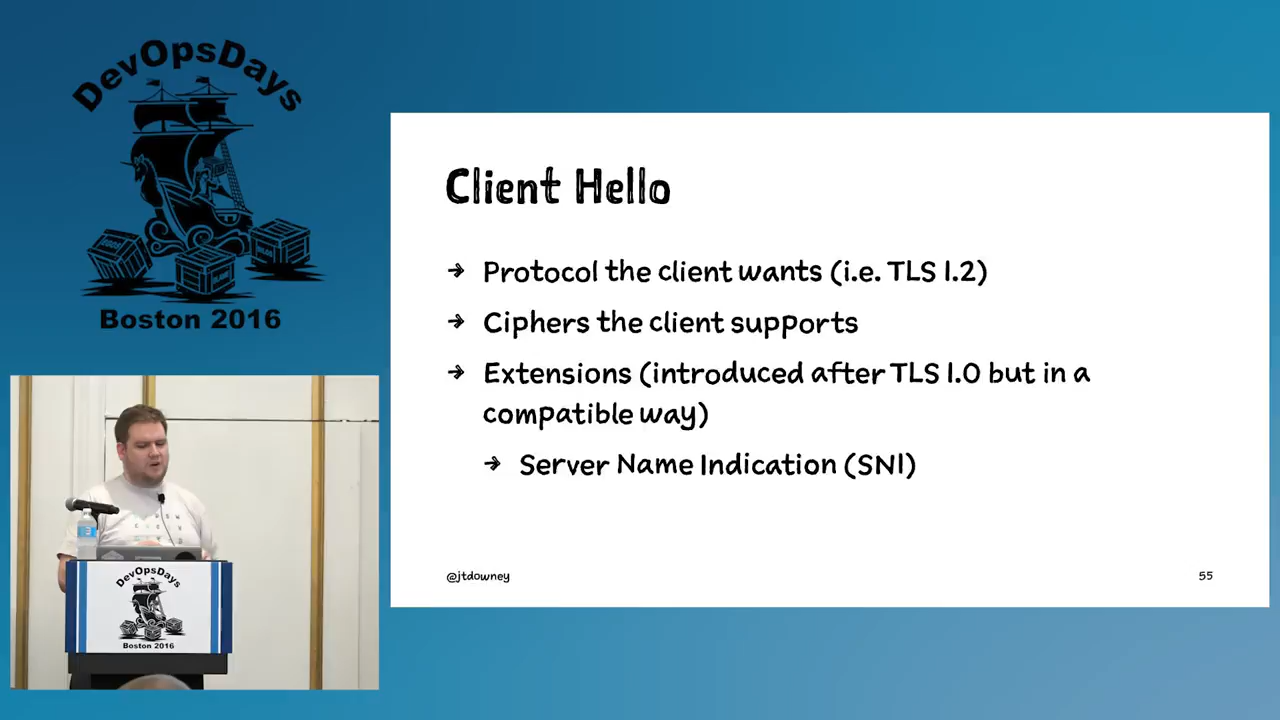 DevOpsDays
Boston 2016
Client Hello
→ Protocol the client wants (i.e. TLS 1.2)
→ Ciphers the client supports
→ Extensions (introduced after TLS 1.0 but in a
compatible way)
→ Server Name Indication (SNI)
@jtdowney
55
DevOpsDays
Boston 2016